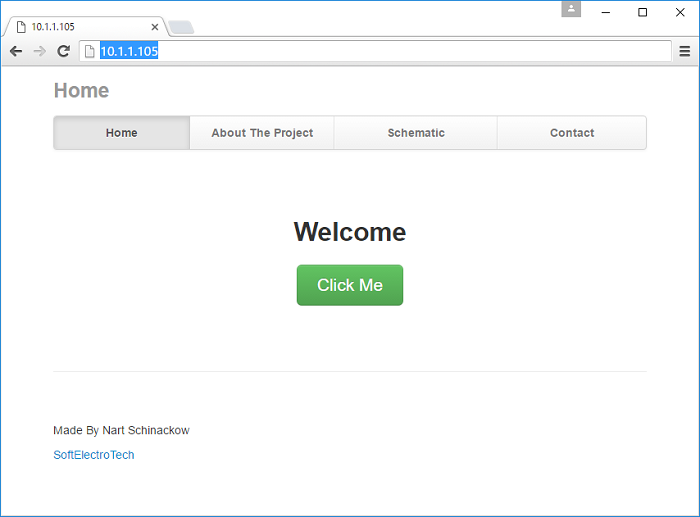 10.1.1.105
10.1.1.105
Home
Home About The Project Schematic Contact
Welcome
Click Me
Made By Nart Schinackow
SoftElectroTech